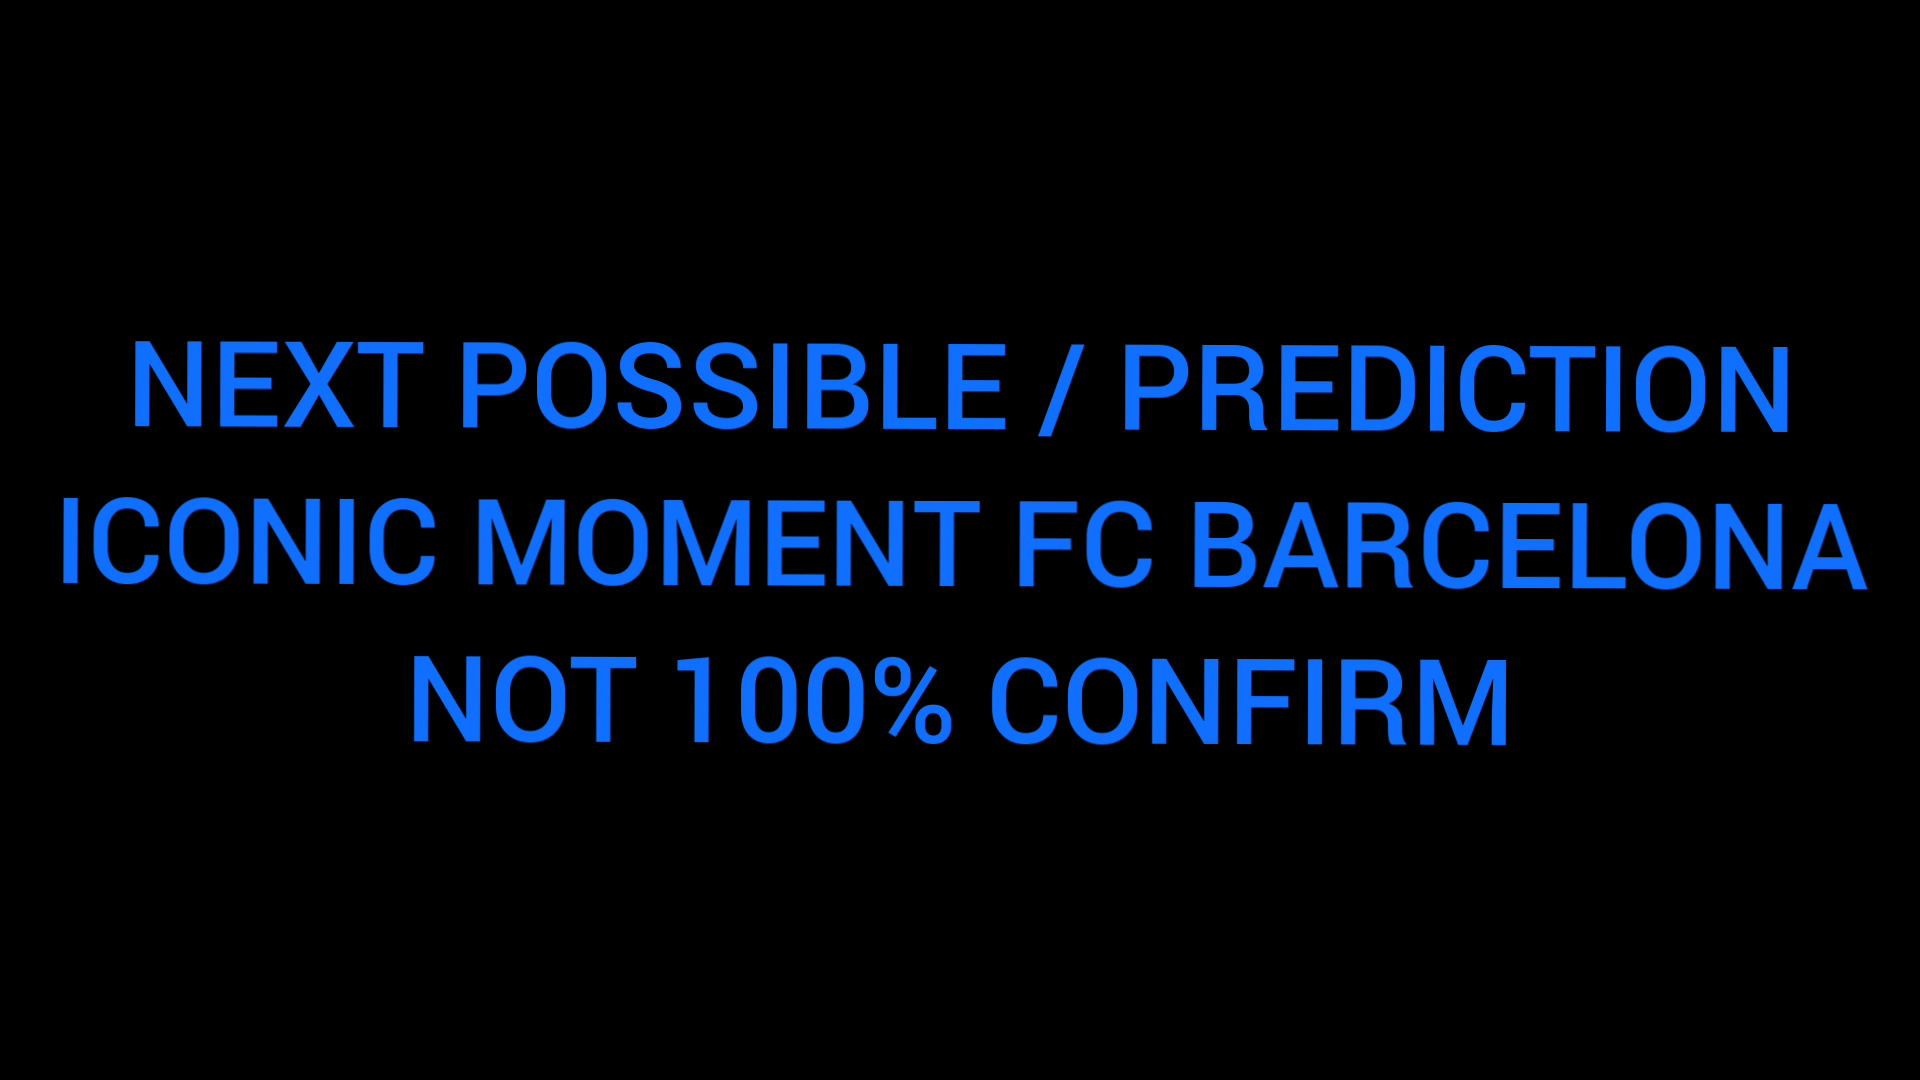 NEXT POSSIBLE / PREDICTION
ICONIC MOMENT FC BARCELONA
NOT 100% CONFIRM